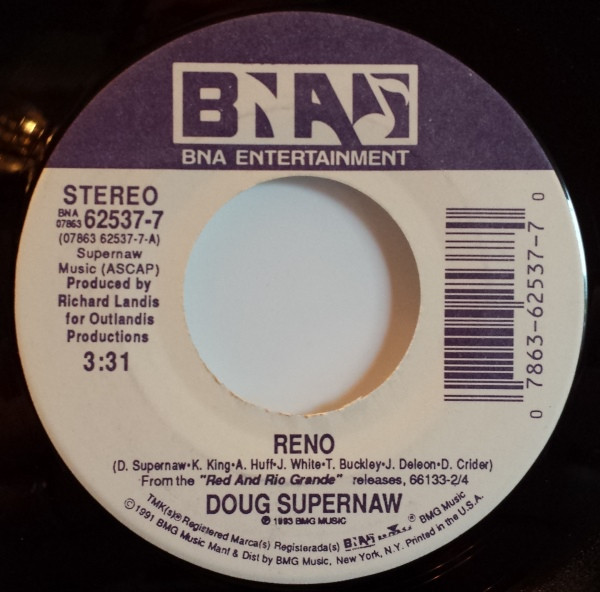 BNA
BNA ENTERTAINMENT
STEREO
BNA 07863 62537-7
(07863 62537-7-A)
Supernaw
Music (ASCAP)
Produced by
Richard Landis
for Outlandis
Productions
3:31
0 7863-62537-7 0
RENO
(D. Supernaw•K. King•A. Huff•J. White•T. Buckley•J. Deleon•D. Crider)
From the "Red And Rio Grande" releases, 66133-2/4
DOUG SUPERNAW
℗ 1993 BMG MUSIC
TMK(s)® Registered Marca(s) Registerada(s) BNA ® BMG Music
©1991 BMG Music Manf & Dist by BMG Music, New York, N.Y. Printed in the U.S.A.